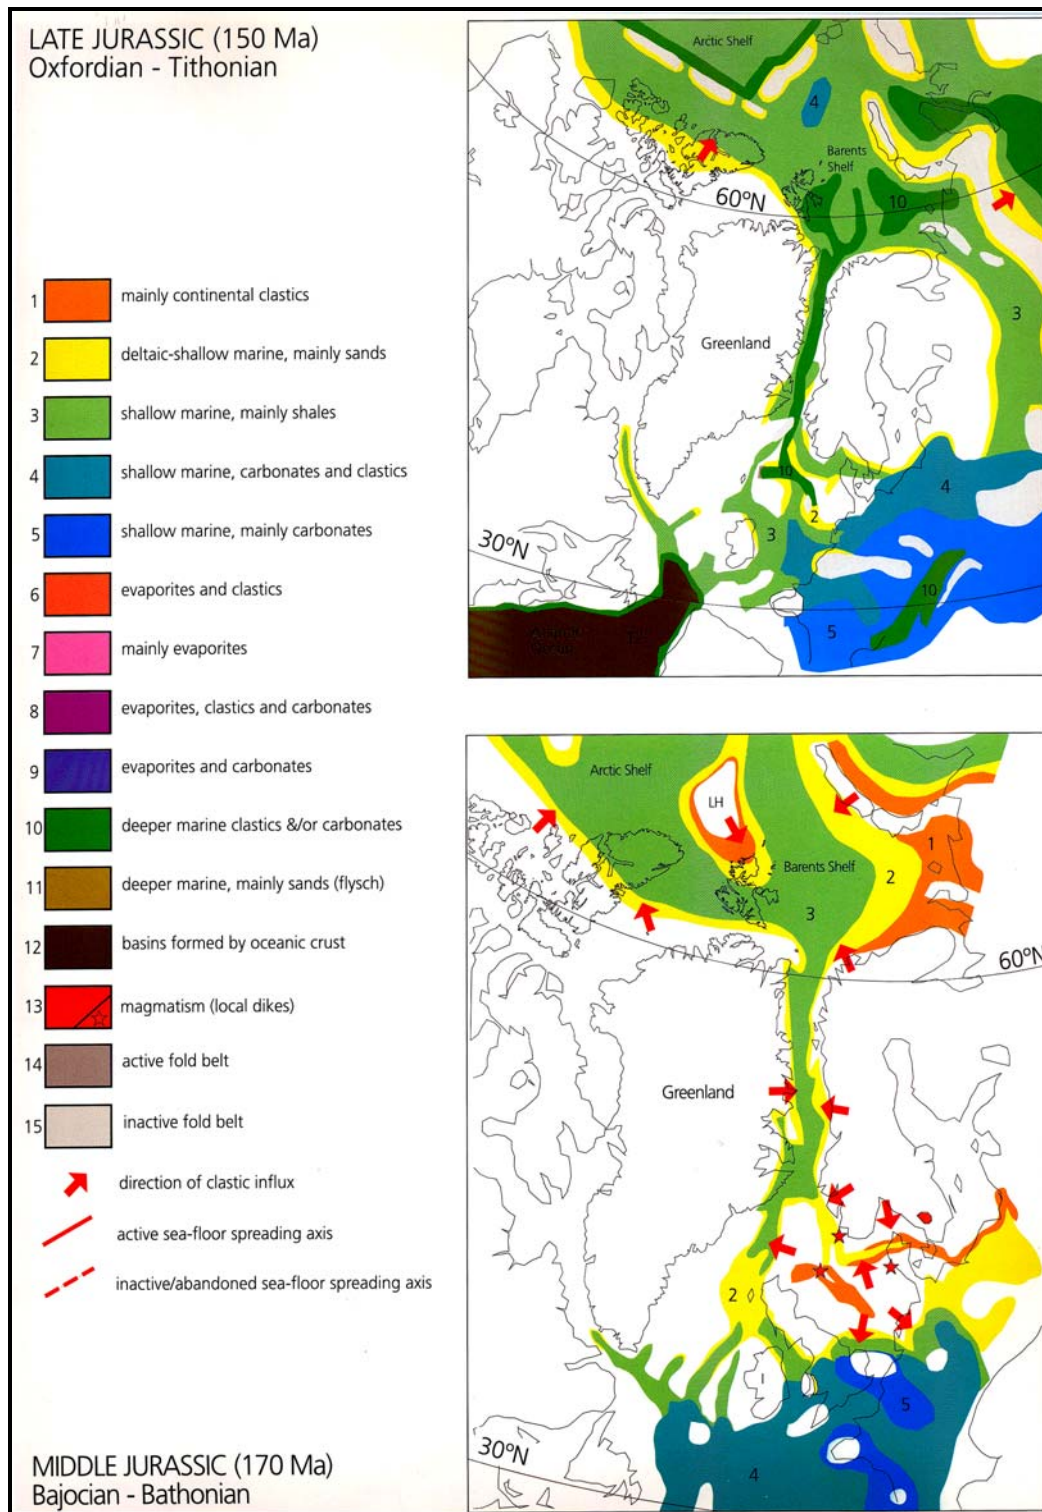 LATE JURASSIC (150 Ma)
Oxfordian - Tithonian
1 mainly continental clastics
2 deltaic-shallow marine, mainly sands
3 shallow marine, mainly shales
4 shallow marine, carbonates and clastics
5 shallow marine, mainly carbonates
6 evaporites and clastics
7 mainly evaporites
8 evaporites, clastics and carbonates
9 evaporites and carbonates
10 deeper marine clastics &/or carbonates
11 deeper marine, mainly sands (flysch)
12 basins formed by oceanic crust
13 magmatism (local dikes)
14 active fold belt
15 inactive fold belt
direction of clastic influx
active sea-floor spreading axis
inactive/abandoned sea-floor spreading axis
MIDDLE JURASSIC (170 Ma)
Bajocian - Bathonian
Arctic Shelf
4
Barents
Shelf
60°N
10
3
Greenland
10
4
2
3
30°N
10
5
Arctic Shelf
LH
1
Barents Shelf
2
3
60°N
Greenland
2
5
30°N
4